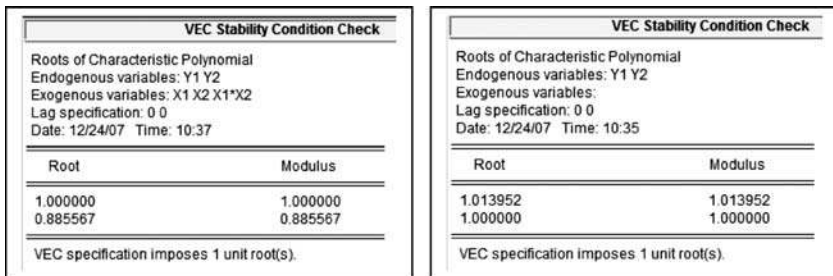 VEC Stability Condition Check
Roots of Characteristic Polynomial
Endogenous variables: Y1 Y2
Exogenous variables: X1 X2 X1*X2
Lag specification: 0 0
Date: 12/24/07 Time: 10:37
Root Modulus
1.000000 1.000000
0.885567 0.885567
VEC specification imposes 1 unit root(s).
VEC Stability Condition Check
Roots of Characteristic Polynomial
Endogenous variables: Y1 Y2
Exogenous variables:
Lag specification: 0 0
Date: 12/24/07 Time: 10:35
Root Modulus
1.013952 1.013952
1.000000 1.000000
VEC specification imposes 1 unit root(s).